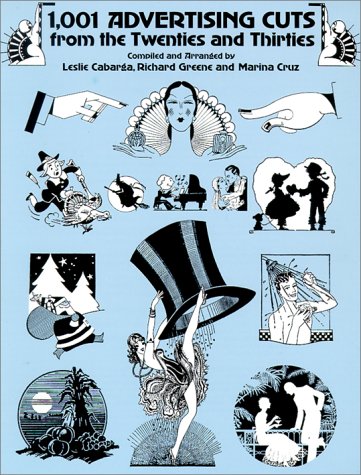 1,001 ADVERTISING CUTS
from the Twenties and Thirties
Compiled and Arranged by
Leslie Cabarga, Richard Greene and Marina Cruz